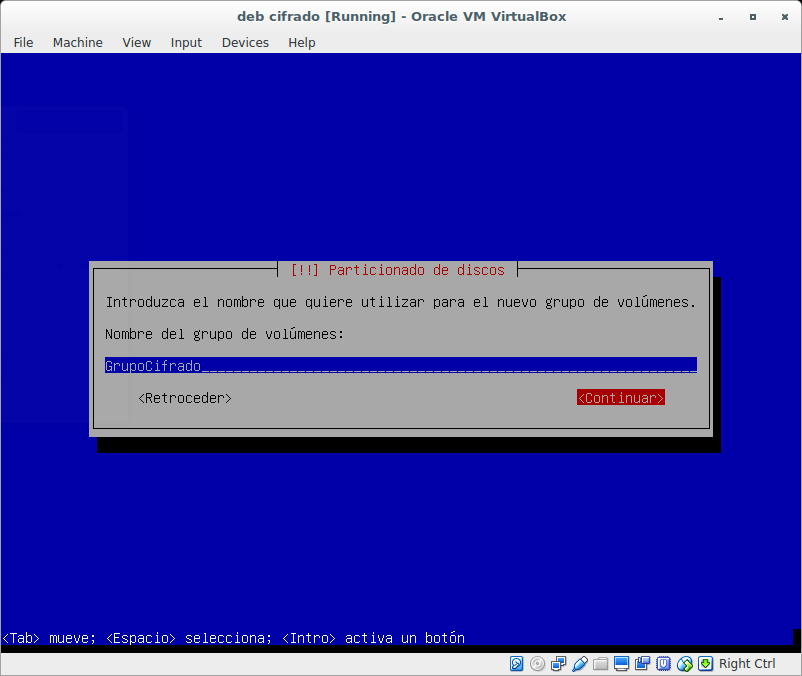 deb cifrado [Running] - Oracle VM VirtualBox
File Machine View Input Devices Help
[!!] Particionado de discos
Introduzca el nombre que quiere utilizar para el nuevo grupo de volúmenes.
Nombre del grupo de volúmenes:
GrupoCifrado______________________________________________________________
<Retroceder> <Continuar>
<Tab> mueve; <Espacio> selecciona; <Intro> activa un botón
Right Ctrl